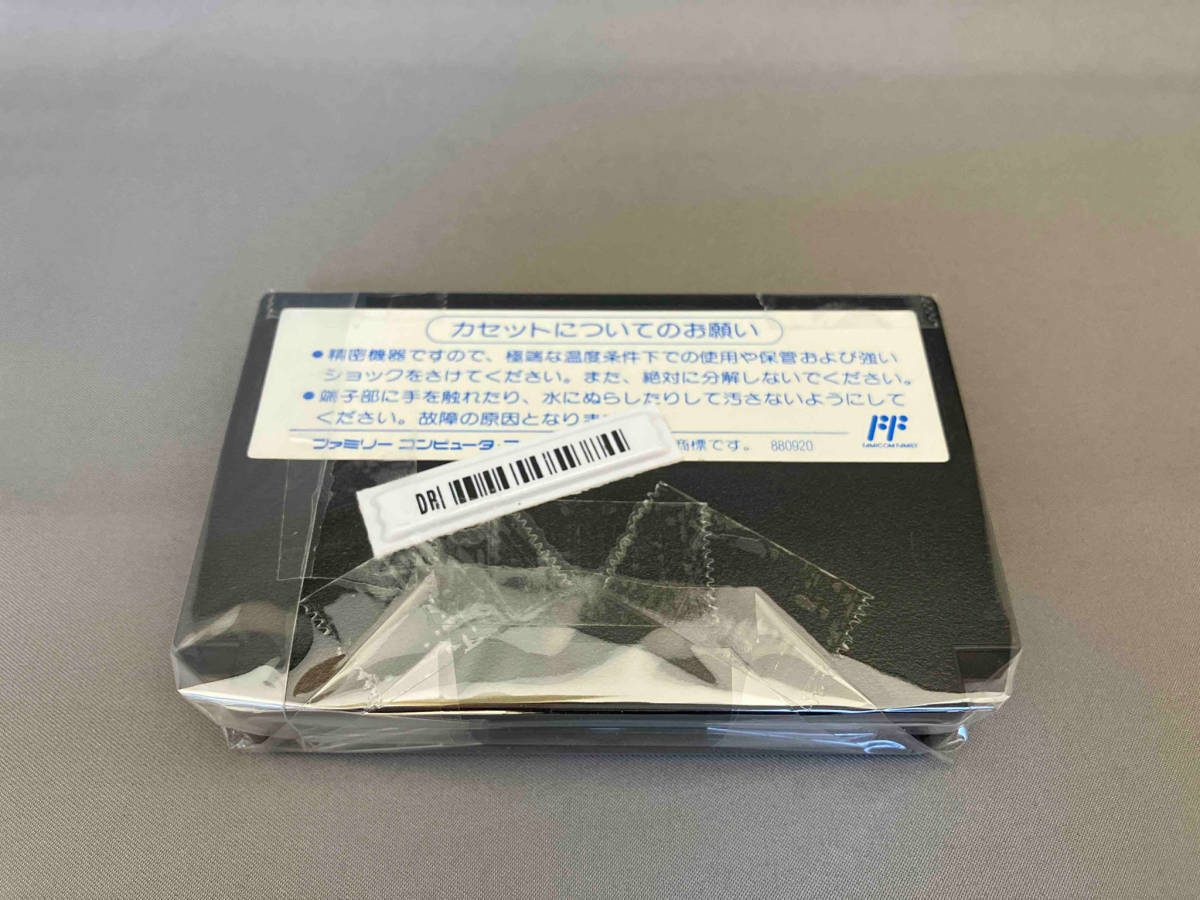 カセットについてのお願い
●精密機器ですので、極端な温度条件下での使用や保管および強い
ショックをさけてください。また、絶対に分解しないでください。
●端子部に手を触れたり、水にぬらしたりして汚さないようにして
ください。故障の原因となりま
ファミリー コンピュータ・ 商標です。 880920
FF
FAMICOM FAMILY
DRI